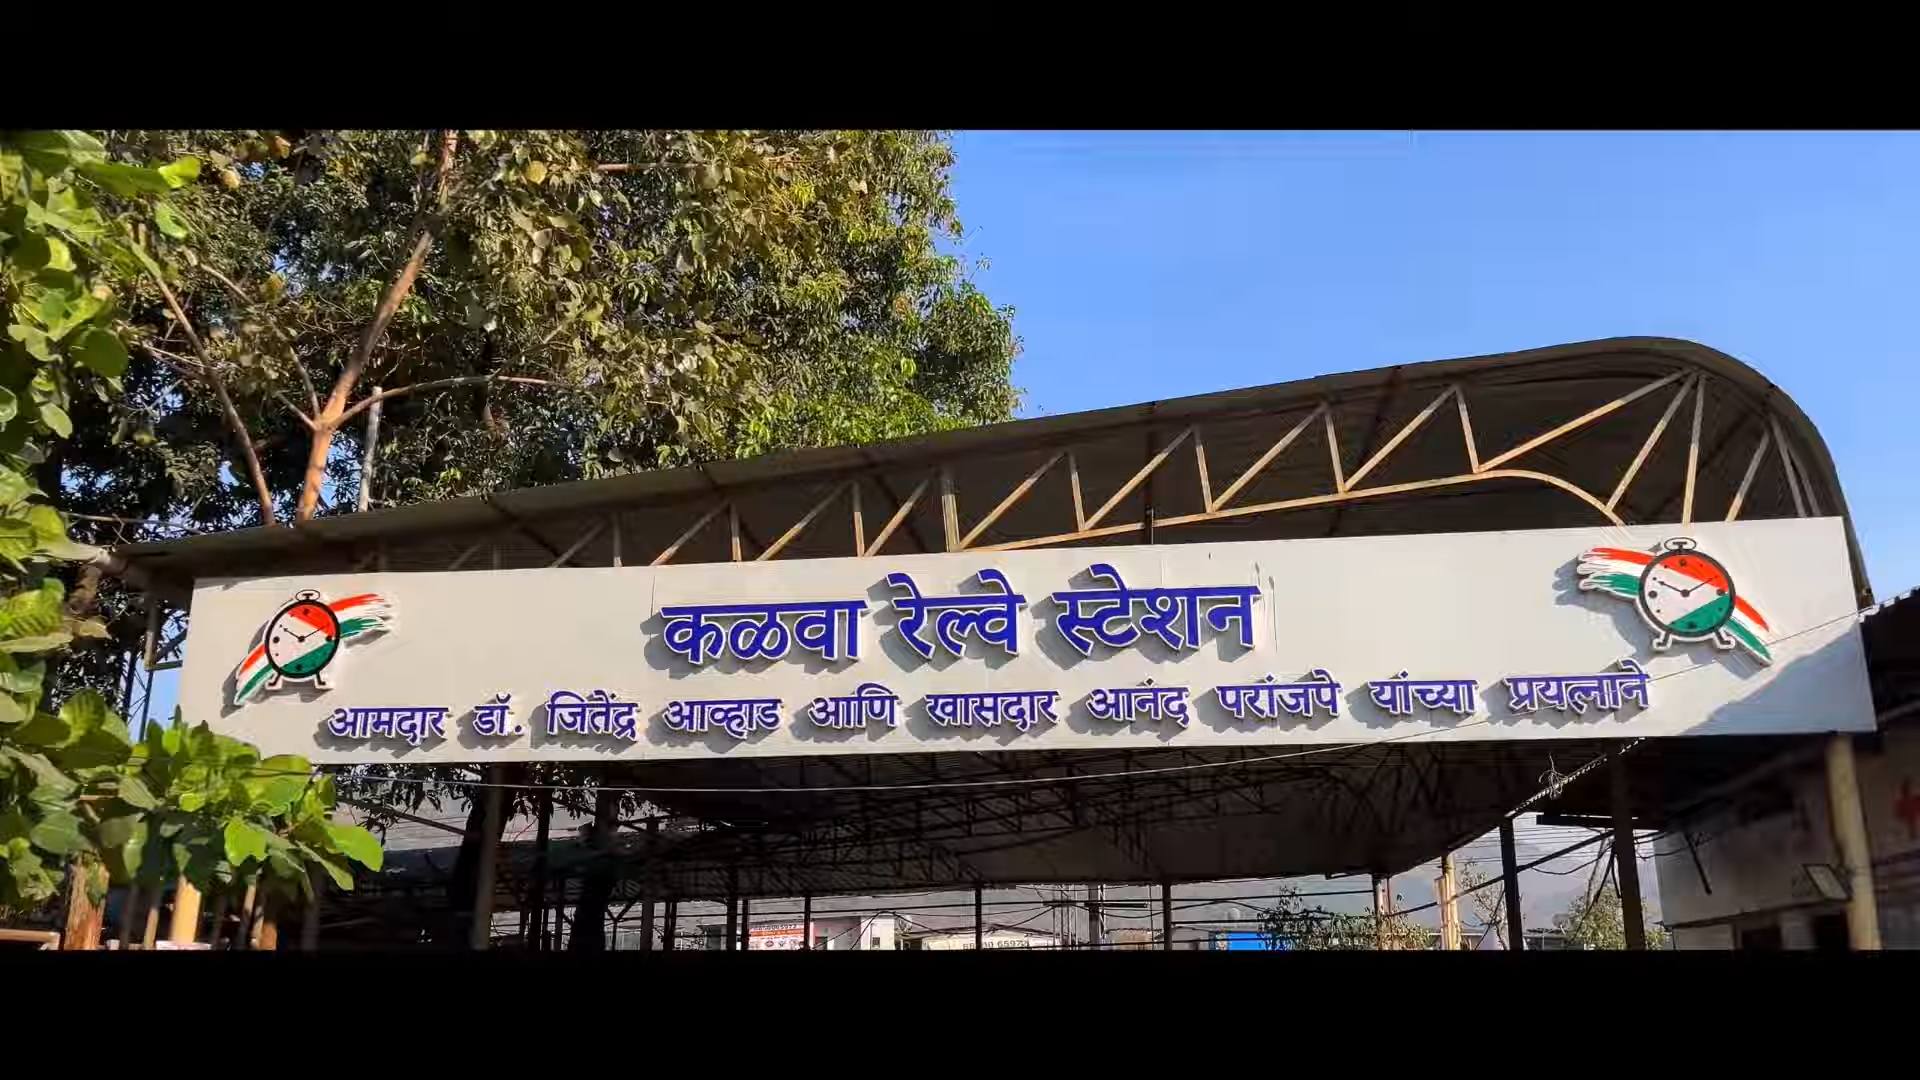 कळवा रेल्वे स्टेशन
आमदार डॉ. जितेंद्र आव्हाड आणि खासदार आनंद परांजपे यांच्या प्रयत्नाने